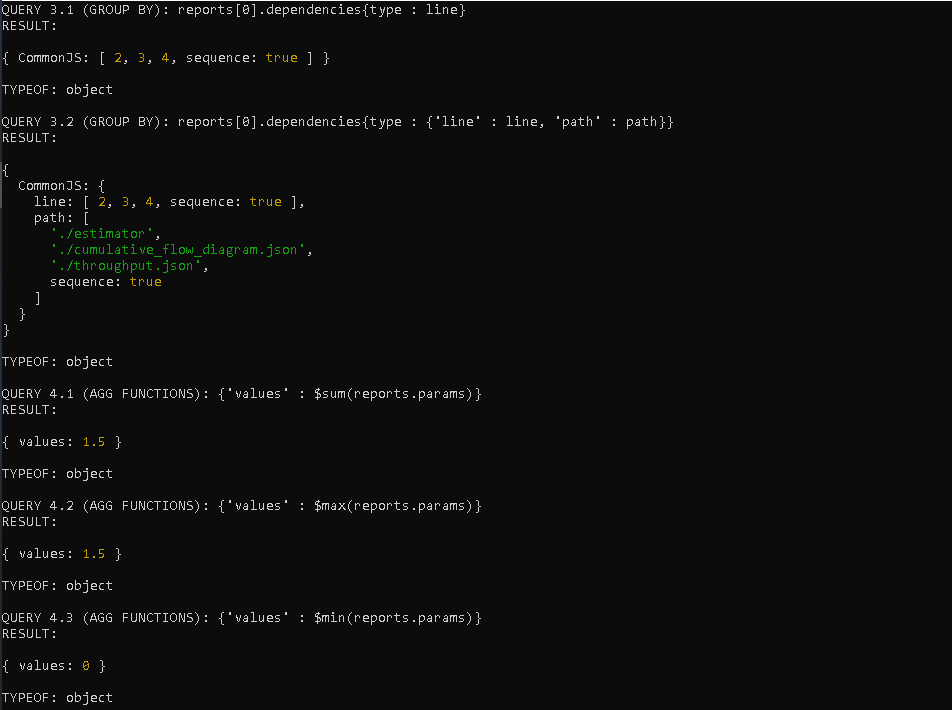 QUERY 3.1 (GROUP BY): reports[0].dependencies{type : line}
RESULT:
{ CommonJS: [ 2, 3, 4, sequence: true ] }
TYPEOF: object
QUERY 3.2 (GROUP BY): reports[0].dependencies{type : {'line' : line, 'path' : path}}
RESULT:
{
  CommonJS: {
    line: [ 2, 3, 4, sequence: true ],
    path: [
      './estimator',
      './cumulative_flow_diagram.json',
      './throughput.json',
      sequence: true
    ]
  }
}
TYPEOF: object
QUERY 4.1 (AGG FUNCTIONS): {'values' : $sum(reports.params)}
RESULT:
{ values: 1.5 }
TYPEOF: object
QUERY 4.2 (AGG FUNCTIONS): {'values' : $max(reports.params)}
RESULT:
{ values: 1.5 }
TYPEOF: object
QUERY 4.3 (AGG FUNCTIONS): {'values' : $min(reports.params)}
RESULT:
{ values: 0 }
TYPEOF: object